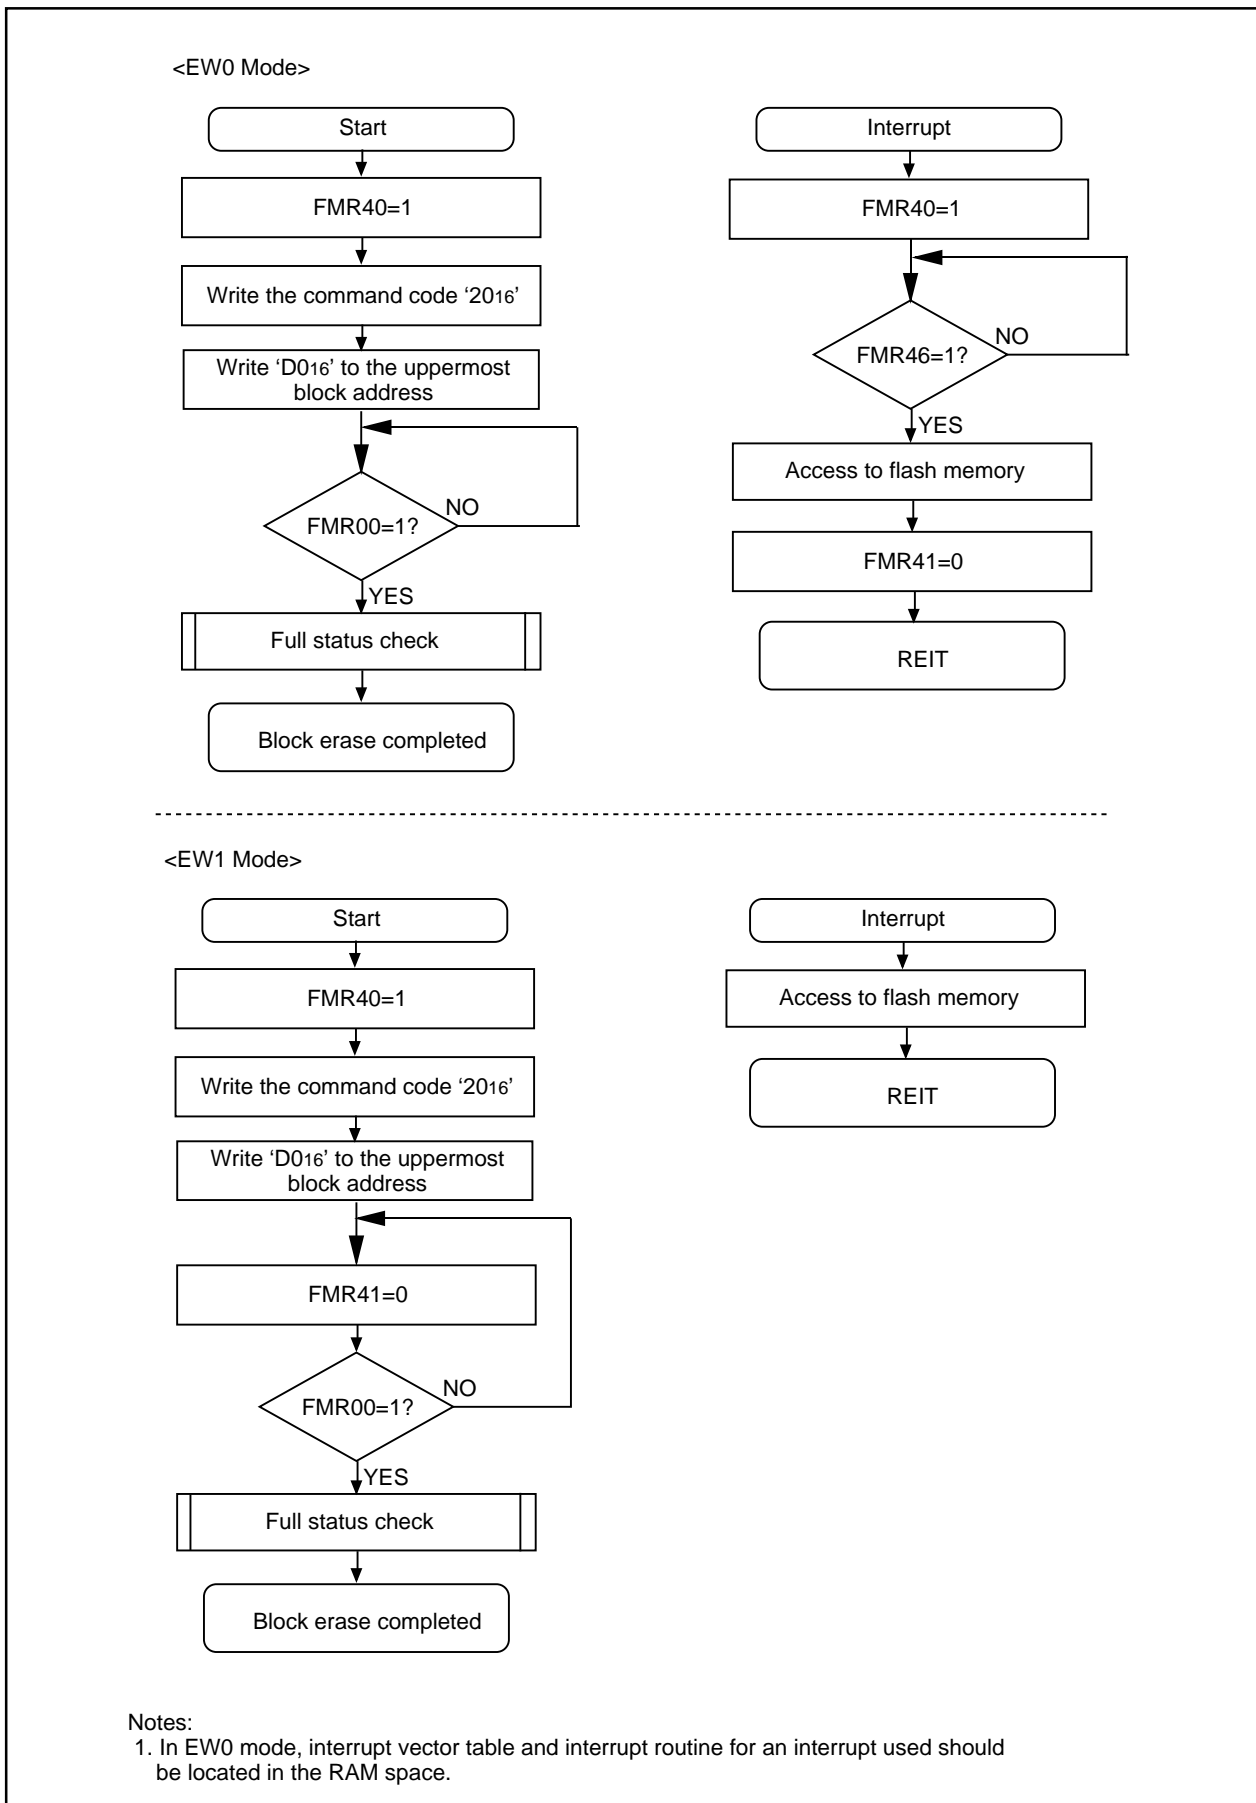 <EW0 Mode>
Start
FMR40=1
Write the command code ‘2016’
Write ‘D016’ to the uppermost
block address
FMR00=1?
NO
YES
Full status check
Block erase completed
Interrupt
FMR40=1
FMR46=1?
NO
YES
Access to flash memory
FMR41=0
REIT
<EW1 Mode>
Start
FMR40=1
Write the command code ‘2016’
Write ‘D016’ to the uppermost
block address
FMR41=0
FMR00=1?
NO
YES
Full status check
Block erase completed
Interrupt
Access to flash memory
REIT
Notes:
1. In EW0 mode, interrupt vector table and interrupt routine for an interrupt used should
be located in the RAM space.